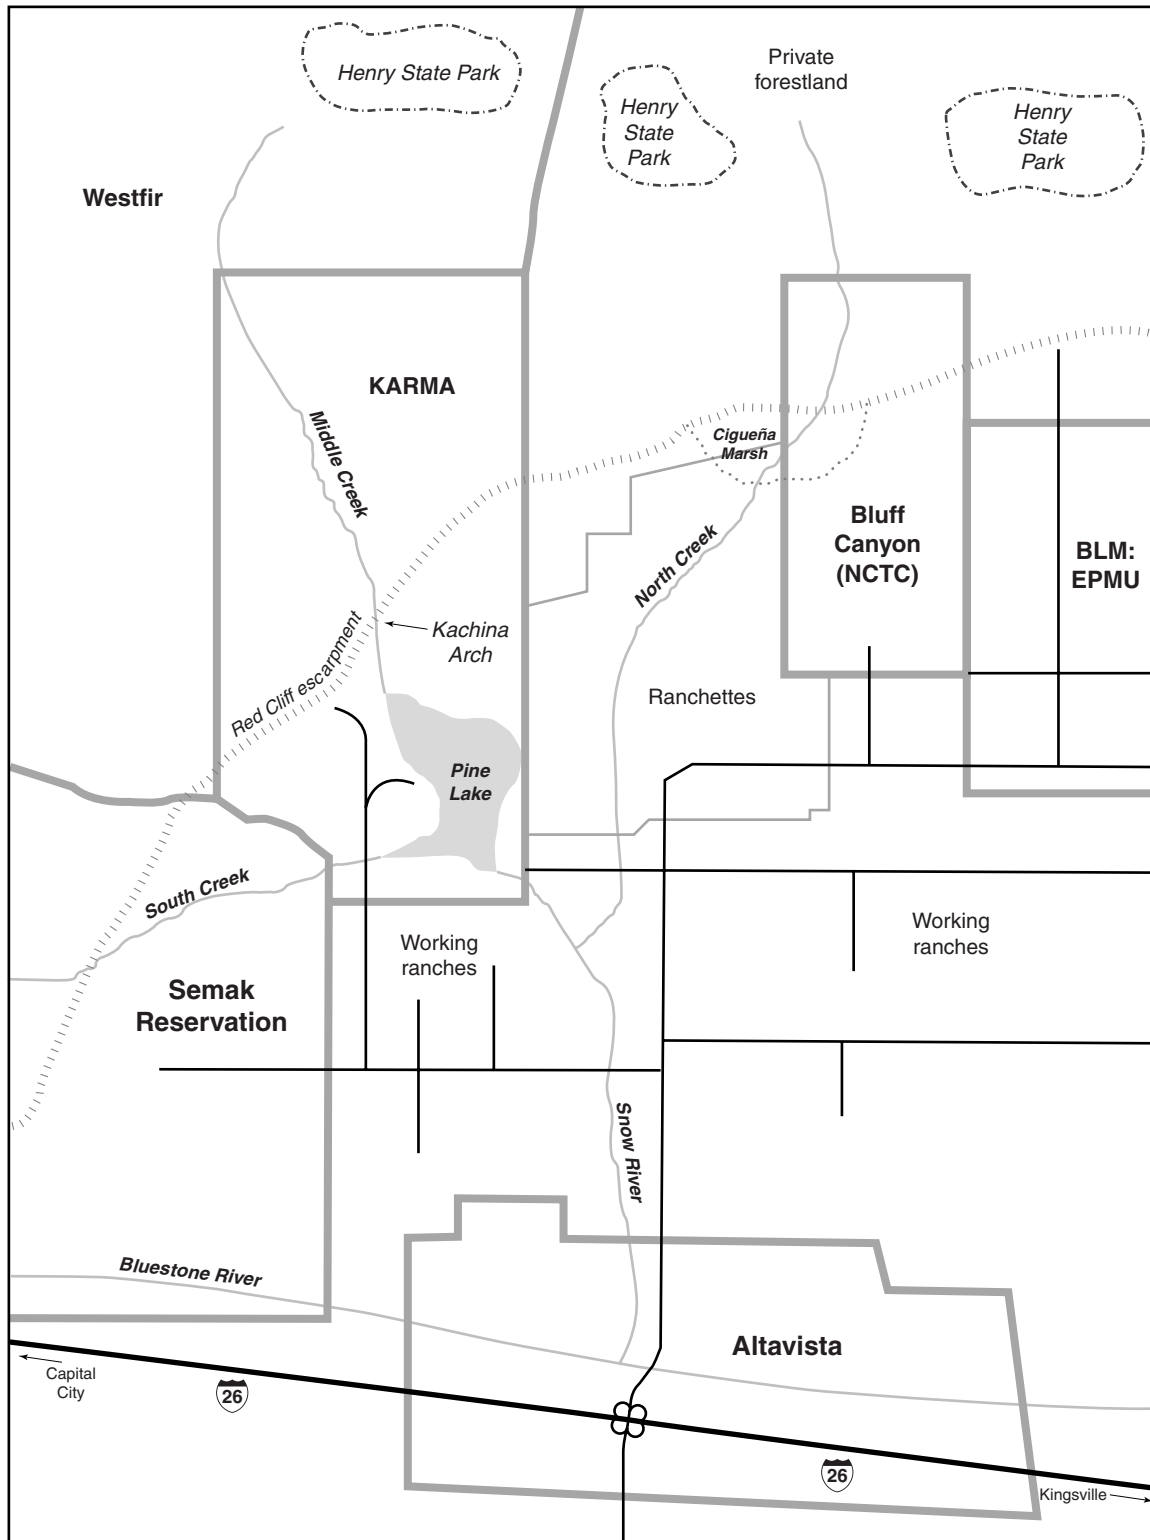 Henry State Park
Private
forestland
Henry
State
Park
Henry
State
Park
Westfir
KARMA
Middle Creek
Cigueña
Marsh
North Creek
Bluff
Canyon
(NCTC)
BLM:
EPMU
Kachina
Arch
Red Cliff escarpment
Ranchettes
Pine
Lake
South Creek
Working
ranches
Working
ranches
Semak
Reservation
Snow River
Bluestone River
Altavista
Capital
City
26
26
Kingsville